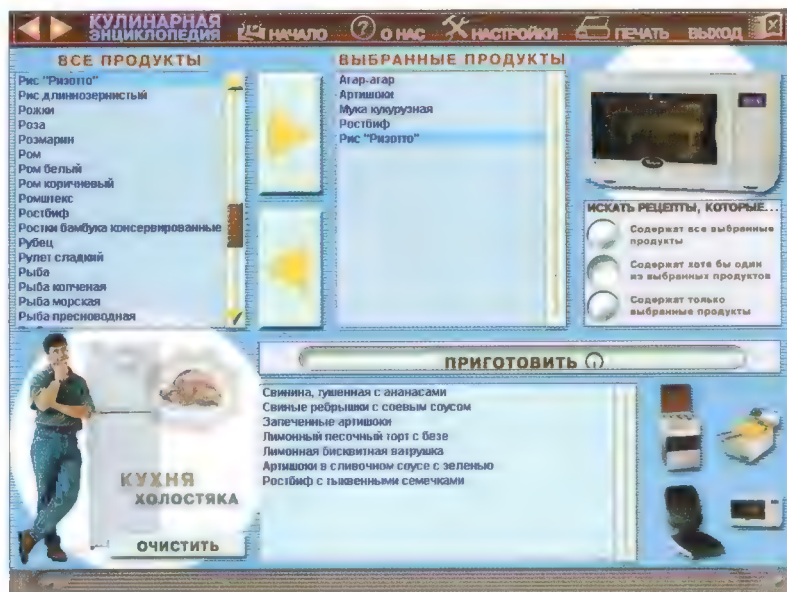 КУЛИНАРНАЯ
ЭНЦИКЛОПЕДИЯ
НАЧАЛО
? О НАС
НАСТРОЙКИ
ПЕЧАТЬ
ВЫХОД
ВСЕ ПРОДУКТЫ
Рис "Ризотто"
Рис длиннозернистый
Рожки
Роза
Розмарин
Ром
Ром белый
Ром коричневый
Ромштекс
Ростбиф
Ростки бамбука консервированные
Рубец
Рулет сладкий
Рыба
Рыба копченая
Рыба морская
Рыба пресноводная
ВЫБРАННЫЕ ПРОДУКТЫ
Агар-агар
Артишоки
Мука кукурузная
Ростбиф
Рис "Ризотто"
ИСКАТЬ РЕЦЕПТЫ, КОТОРЫЕ...
Содержат все выбранные
продукты
Содержат хотя бы один
из выбранных продуктов
Содержат только
выбранные продукты
ПРИГОТОВИТЬ
Свинина, тушенная с ананасами
Свиные ребрышки с соевым соусом
Запеченные артишоки
Лимонный песочный торт с безе
Лимонная бисквитная ватрушка
Артишоки в сливочном соусе с зеленью
Ростбиф с тыквенными семечками
КУХНЯ
ХОЛОСТЯКА
ОЧИСТИТЬ